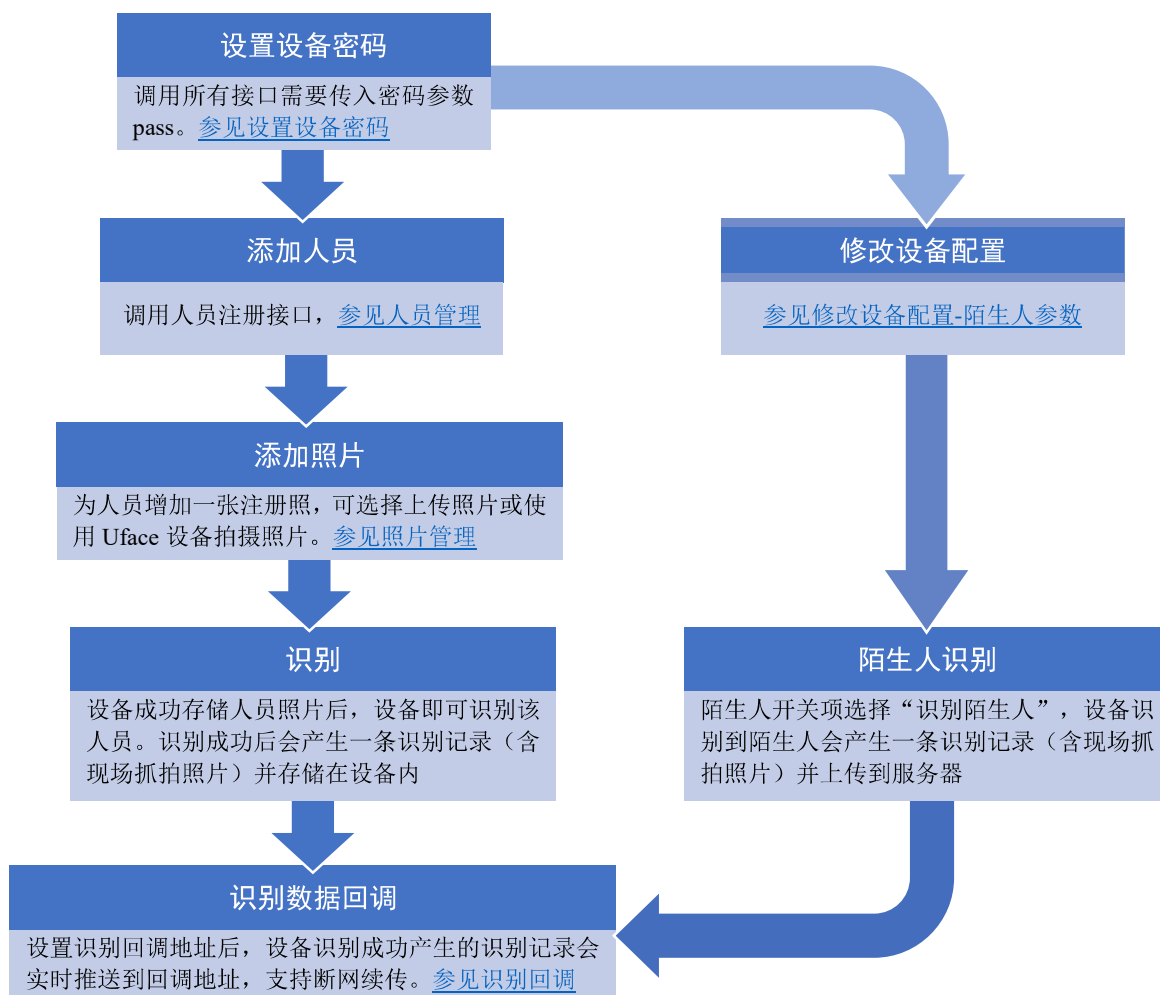 设置设备密码
调用所有接口需要传入密码参数
pass。参见设置设备密码
添加人员
调用人员注册接口，参见人员管理
修改设备配置
参见修改设备配置-陌生人参数
添加照片
为人员增加一张注册照，可选择上传照片或使
用 Uface 设备拍摄照片。参见照片管理
识别
设备成功存储人员照片后，设备即可识别该
人员。识别成功后会产生一条识别记录（含
现场抓拍照片）并存储在设备内
陌生人识别
陌生人开关项选择“识别陌生人”，设备识
别到陌生人会产生一条识别记录（含现场抓
拍照片）并上传到服务器
识别数据回调
设置识别回调地址后，设备识别成功产生的识别记录会
实时推送到回调地址，支持断网续传。参见识别回调